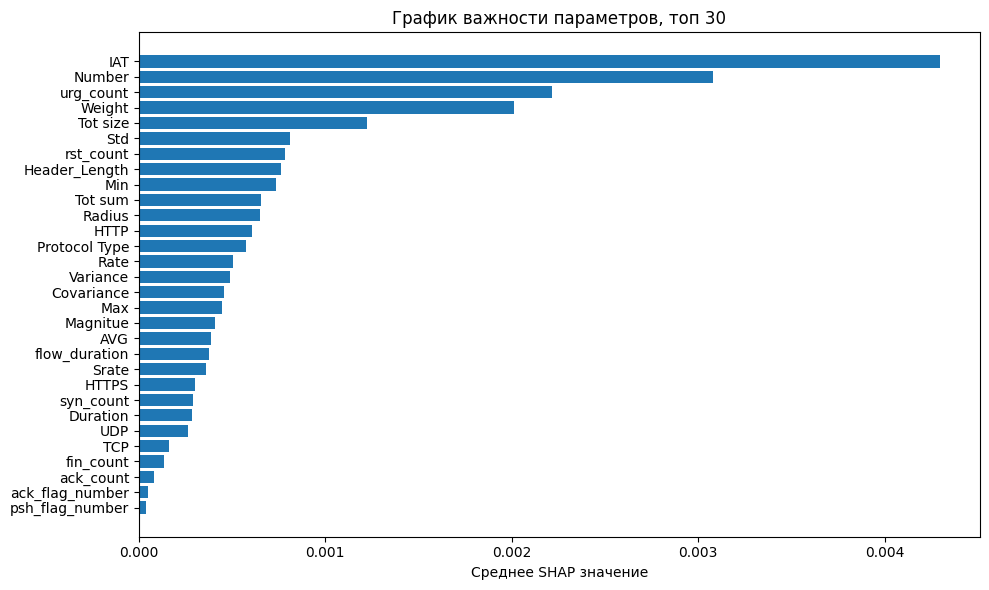 График важности параметров, топ 30
IAT
Number
urg_count
Weight
Tot size
Std
rst_count
Header_Length
Min
Tot sum
Radius
HTTP
Protocol Type
Rate
Variance
Covariance
Max
Magnitue
AVG
flow_duration
Srate
HTTPS
syn_count
Duration
UDP
TCP
fin_count
ack_count
ack_flag_number
psh_flag_number
0.000 0.001 0.002 0.003 0.004
Среднее SHAP значение